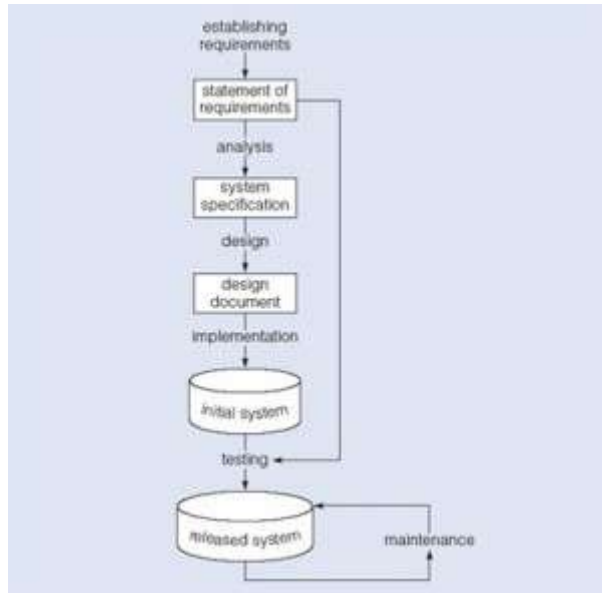 establishing
requirements
statement of
requirements
analysis
system
specification
design
design
document
implementation
initial system
testing
released system
maintenance